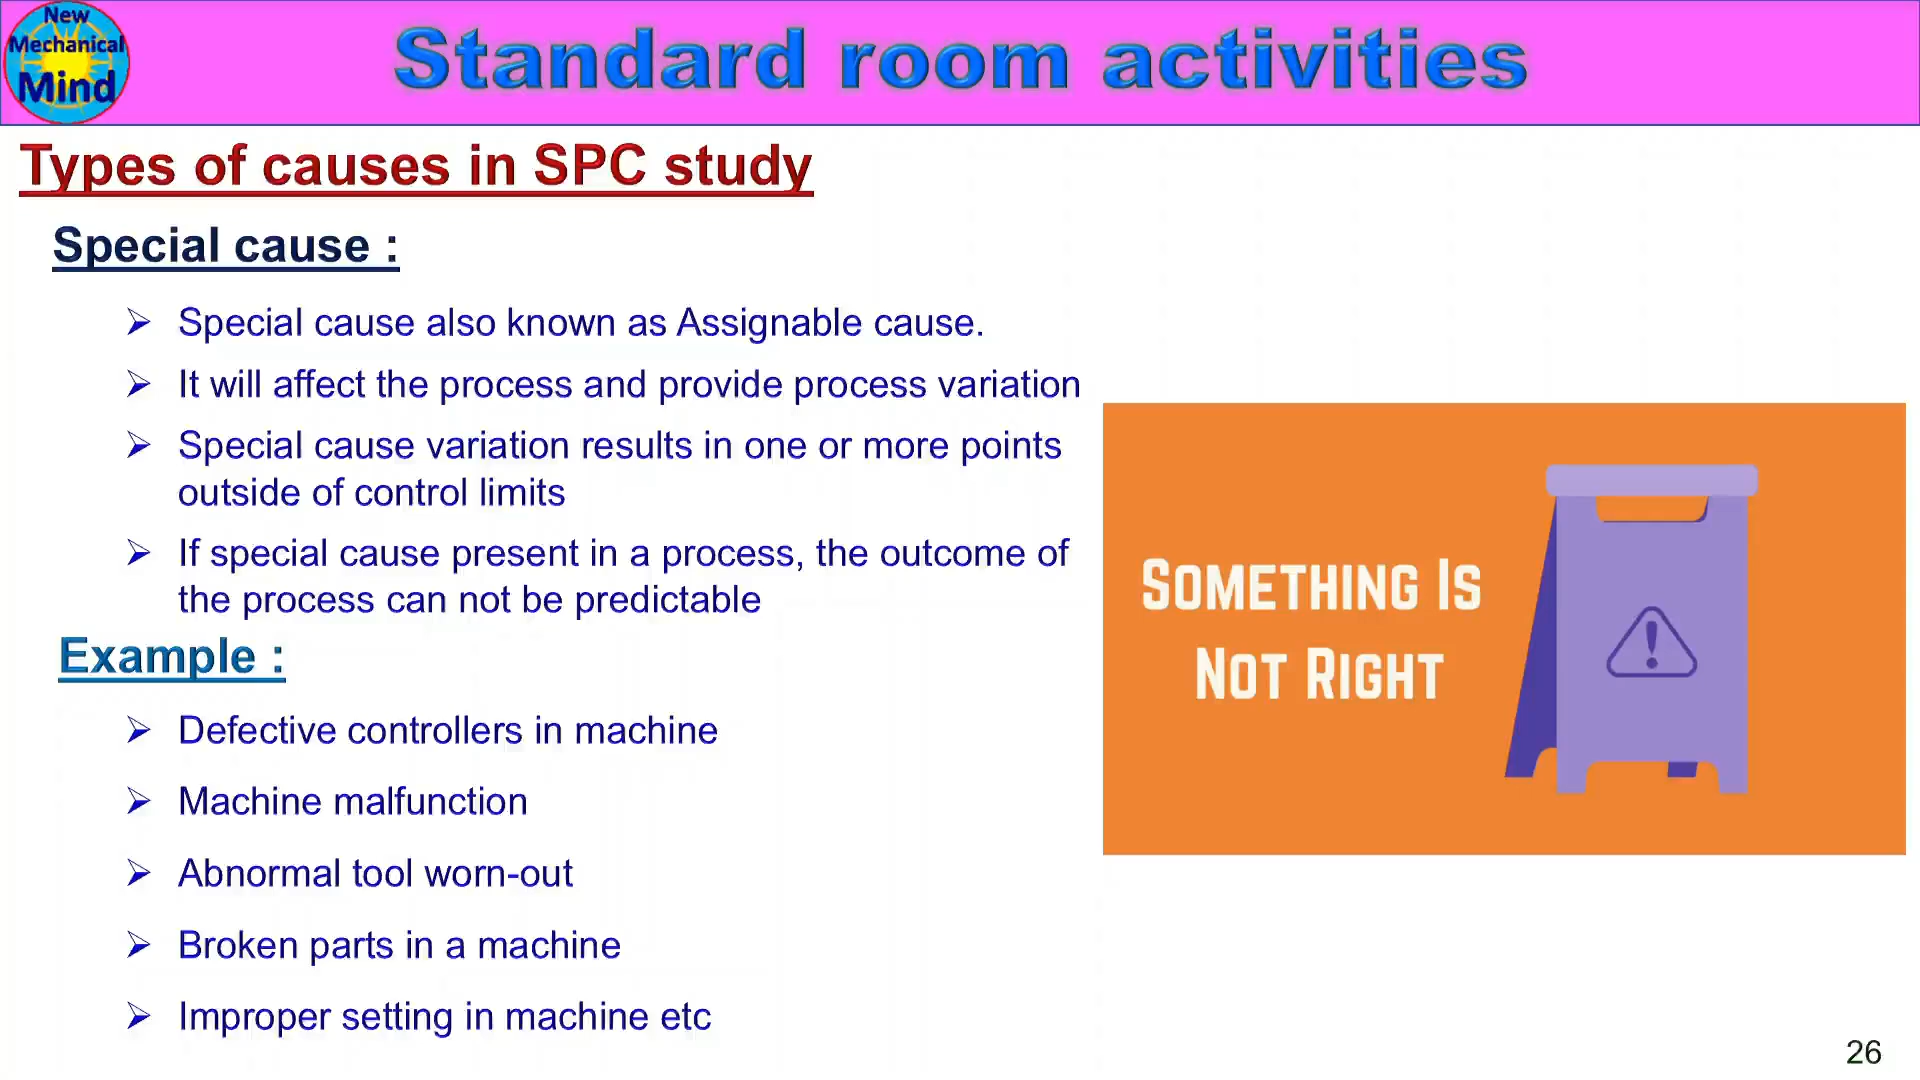 New
Mechanical
Mind
Standard room activities
Types of causes in SPC study
Special cause :
Special cause also known as Assignable cause.
It will affect the process and provide process variation
Special cause variation results in one or more points
outside of control limits
If special cause present in a process, the outcome of
the process can not be predictable
Something Is
Not Right
Example :
Defective controllers in machine
Machine malfunction
Abnormal tool worn-out
Broken parts in a machine
Improper setting in machine etc
26